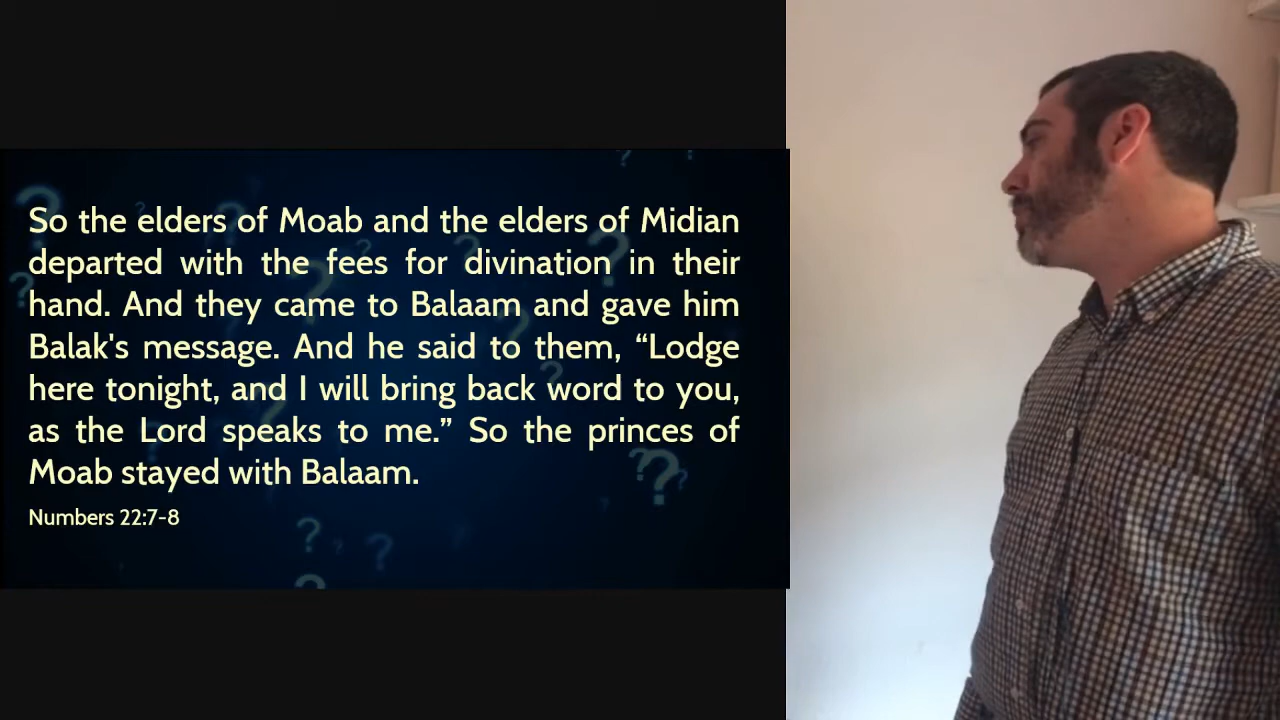 So the elders of Moab and the elders of Midian
departed with the fees for divination in their
hand. And they came to Balaam and gave him
Balak's message. And he said to them, “Lodge
here tonight, and I will bring back word to you,
as the Lord speaks to me.” So the princes of
Moab stayed with Balaam.
Numbers 22:7-8